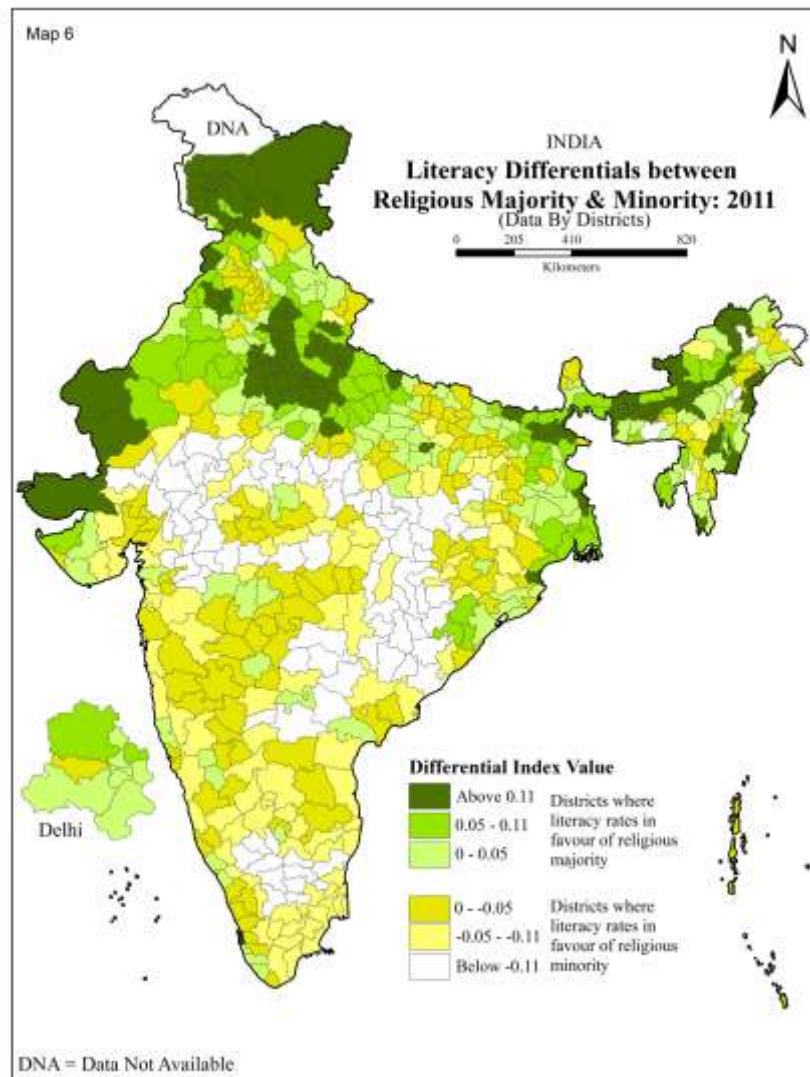 Map 6
N
DNA
INDIA
Literacy Differentials between
Religious Majority & Minority: 2011
(Data By Districts)
0 205 410 820
Kilometers
Delhi
Differential Index Value
Above 0.11
0.05 - 0.11
0 - 0.05
Districts where
literacy rates in
favour of religious
majority
0 - -0.05
-0.05 - -0.11
Below -0.11
Districts where
literacy rates in
favour of religious
minority
DNA = Data Not Available